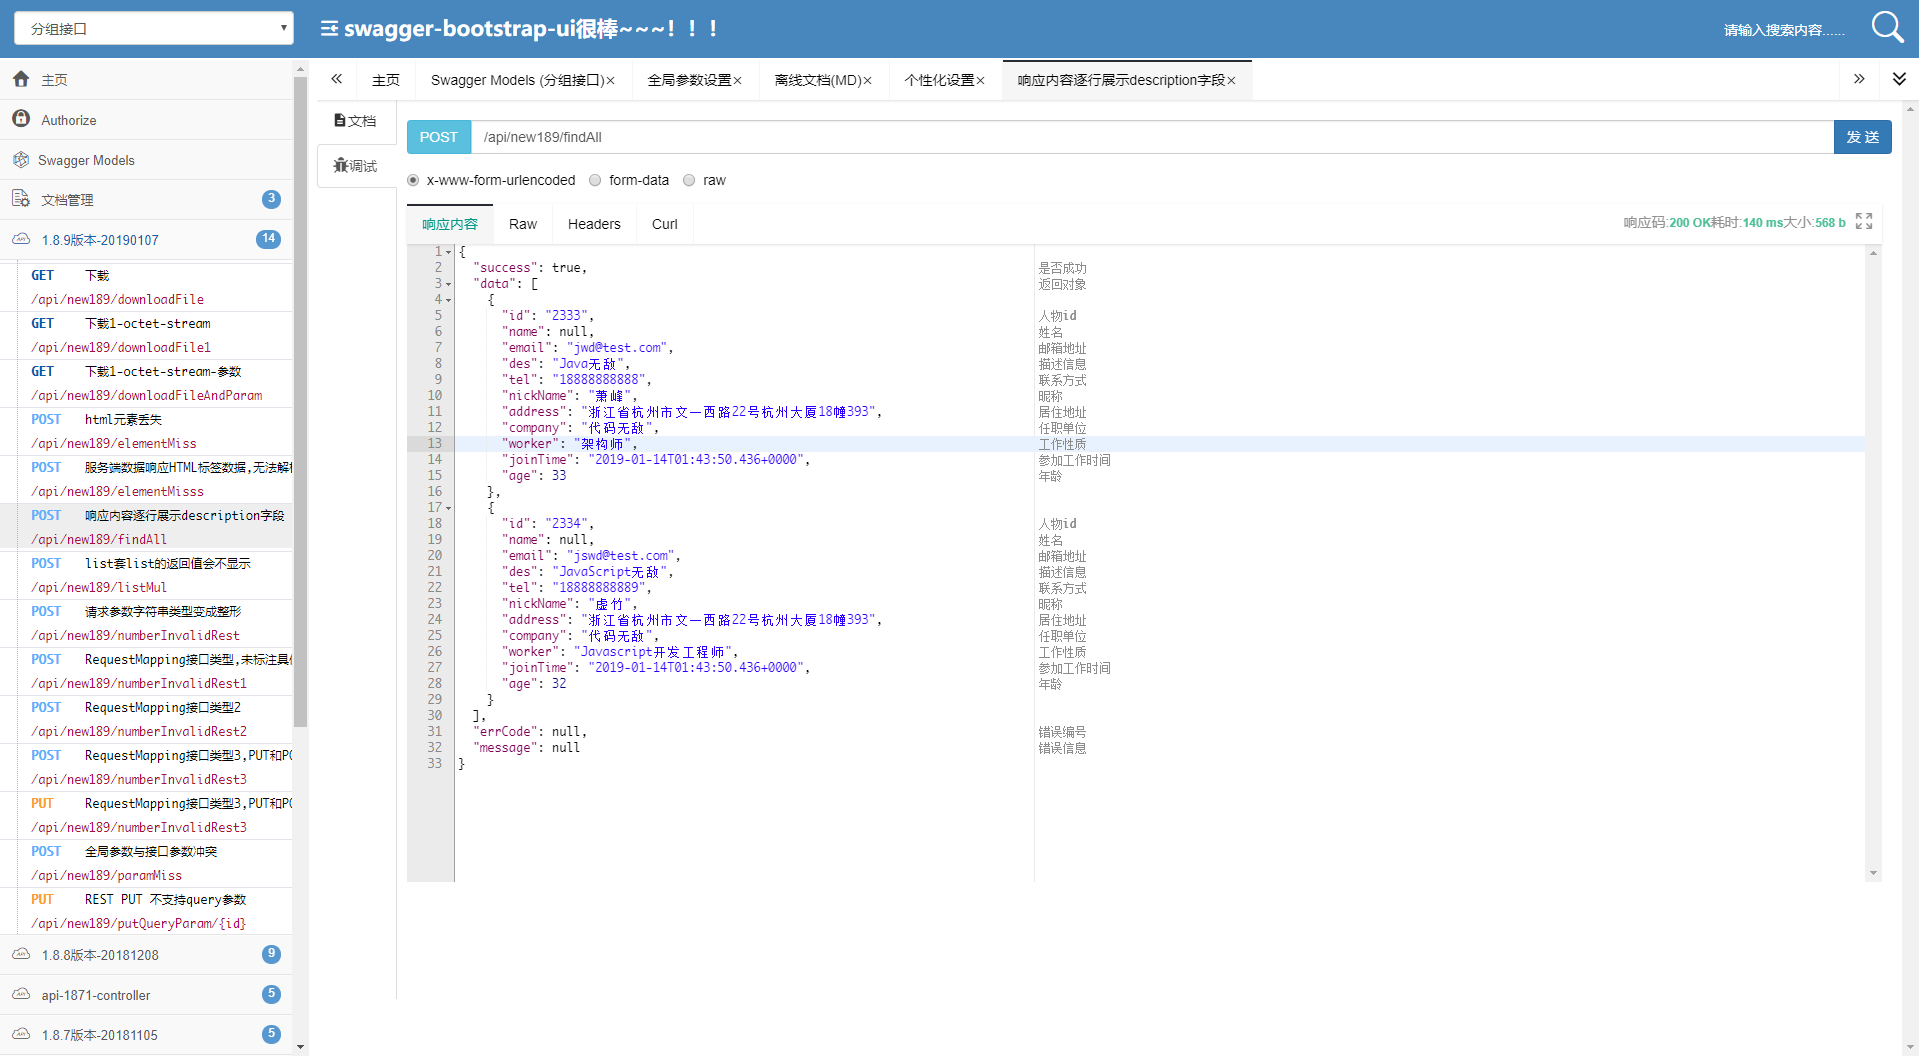 分组接口
swagger-bootstrap-ui很棒~~~！！！
请输入搜索内容......
主页
Authorize
Swagger Models
文档管理 3
1.8.9版本-20190107 14
GET 下载
/api/new189/downloadFile
GET 下载1-octet-stream
/api/new189/downloadFile1
GET 下载1-octet-stream-参数
/api/new189/downloadFileAndParam
POST html元素丢失
/api/new189/elementMiss
POST 服务端数据响应HTML标签数据,无法解析
/api/new189/elementMisss
POST 响应内容逐行展示description字段
/api/new189/findAll
POST list套list的返回值会不显示
/api/new189/listMul
POST 请求参数字符串类型变成整形
/api/new189/numberInvalidRest
POST RequestMapping接口类型,未标注具
/api/new189/numberInvalidRest1
POST RequestMapping接口类型2
/api/new189/numberInvalidRest2
POST RequestMapping接口类型3,PUT和PO
/api/new189/numberInvalidRest3
PUT RequestMapping接口类型3,PUT和PO
/api/new189/numberInvalidRest3
POST 全局参数与接口参数冲突
/api/new189/paramMiss
PUT REST PUT 不支持query参数
/api/new189/putQueryParam/{id}
1.8.8版本-20181208 9
api-1871-controller 5
1.8.7版本-20181105 5
主页 Swagger Models (分组接口)× 全局参数设置× 离线文档(MD)× 个性化设置× 响应内容逐行展示description字段×
文档
调试
POST /api/new189/findAll 发 送
x-www-form-urlencoded form-data raw
响应内容 Raw Headers Curl 响应码:200 OK耗时:140 ms大小:568 b
1 {
2 "success": true, 是否成功
3 "data": [ 返回对象
4 {
5 "id": "2333", 人物id
6 "name": null, 姓名
7 "email": "jwd@test.com", 邮箱地址
8 "des": "Java无敌", 描述信息
9 "tel": "18888888888", 联系方式
10 "nickName": "萧峰", 昵称
11 "address": "浙江省杭州市文一西路22号杭州大厦18幢393", 居住地址
12 "company": "代码无敌", 任职单位
13 "worker": "架构师", 工作性质
14 "joinTime": "2019-01-14T01:43:50.436+0000", 参加工作时间
15 "age": 33 年龄
16 },
17 {
18 "id": "2334", 人物id
19 "name": null, 姓名
20 "email": "jswd@test.com", 邮箱地址
21 "des": "JavaScript无敌", 描述信息
22 "tel": "18888888889", 联系方式
23 "nickName": "虚竹", 昵称
24 "address": "浙江省杭州市文一西路22号杭州大厦18幢393", 居住地址
25 "company": "代码无敌", 任职单位
26 "worker": "Javascript开发工程师", 工作性质
27 "joinTime": "2019-01-14T01:43:50.436+0000", 参加工作时间
28 "age": 32 年龄
29 }
30 ],
31 "errCode": null, 错误编号
32 "message": null 错误信息
33 }